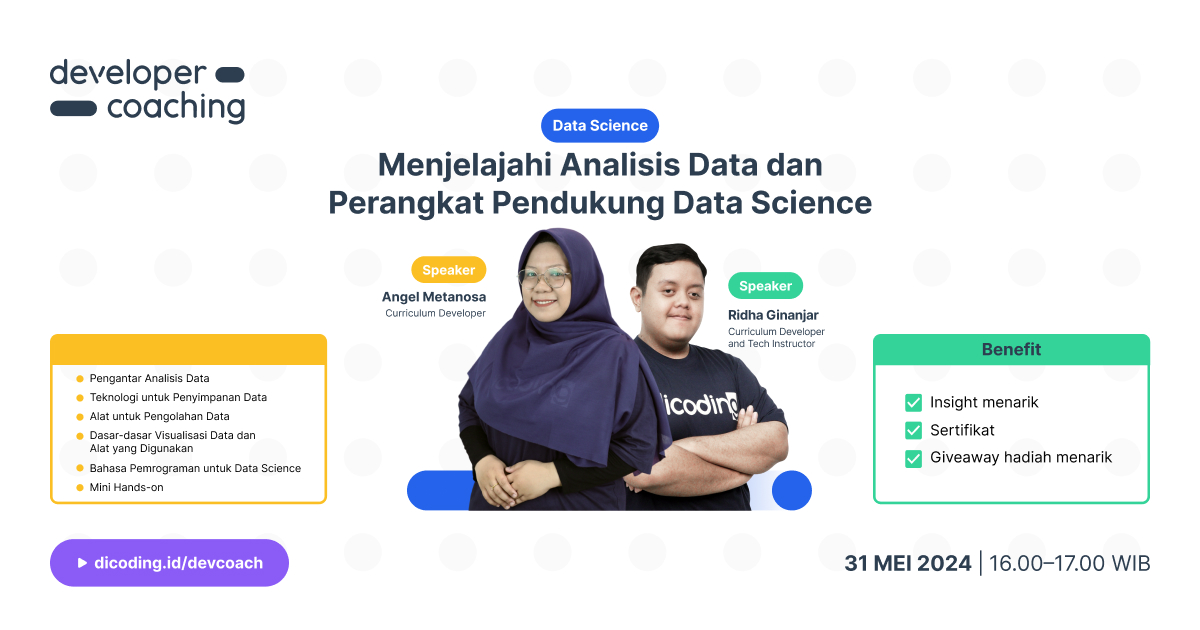 developer
coaching
Data Science
Menjelajahi Analisis Data dan
Perangkat Pendukung Data Science
Speaker
Angel Metanosa
Curriculum Developer
Speaker
Ridha Ginanjar
Curriculum Developer
and Tech Instructor
icoding
Pengantar Analisis Data
Teknologi untuk Penyimpanan Data
Alat untuk Pengolahan Data
Dasar-dasar Visualisasi Data dan
Alat yang Digunakan
Bahasa Pemrograman untuk Data Science
Mini Hands-on
Benefit
Insight menarik
Sertifikat
Giveaway hadiah menarik
dicoding.id/devcoach
31 MEI 2024 | 16.00–17.00 WIB